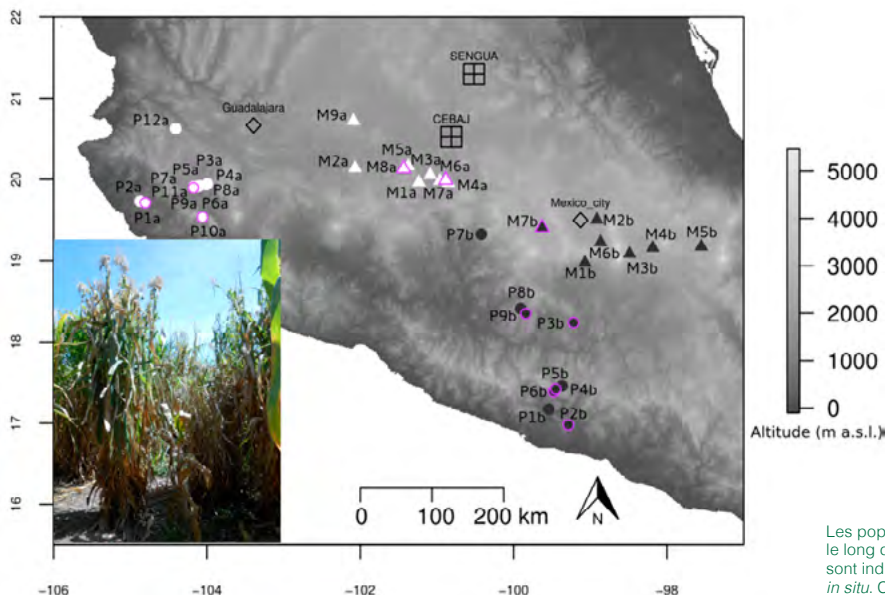 22
21
20
19
18
17
16
SENGUA
Guadalajara
CEBAJ
P12a
M9a
P3a
P7a P5a P4a
P2a P11a P8a
P9a P6a
P1a
P10a
M5a
M2a M8a M3a M6a
M1a M7a M4a
Mexico_city
M7b M2b
P7b M6b M4b M5b
M1b M3b
P8b
P9b P3b
P5b
P6b P4b
P1b P2b
0 100 200 km
N
5000
4000
3000
2000
1000
0
Altitude (m a.s.l.)
−106 −104 −102 −100 −98
Les pop
le long d
sont ind
in situ. C